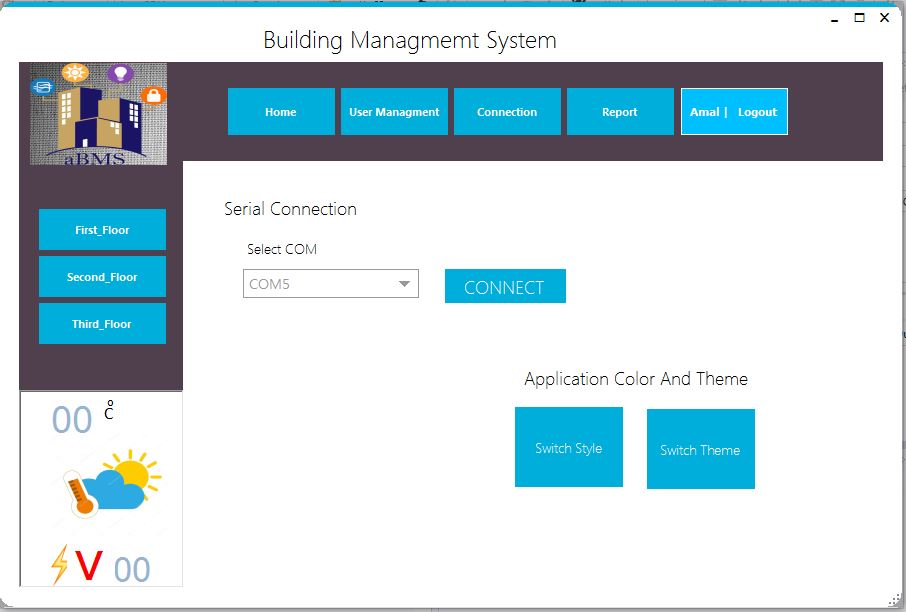 Building Managmemt System
aBMS
Home
User Managment
Connection
Report
Amal | Logout
First_Floor
Second_Floor
Third_Floor
Serial Connection
Select COM
COM5
CONNECT
Application Color And Theme
Switch Style
Switch Theme
00 °C
V 00